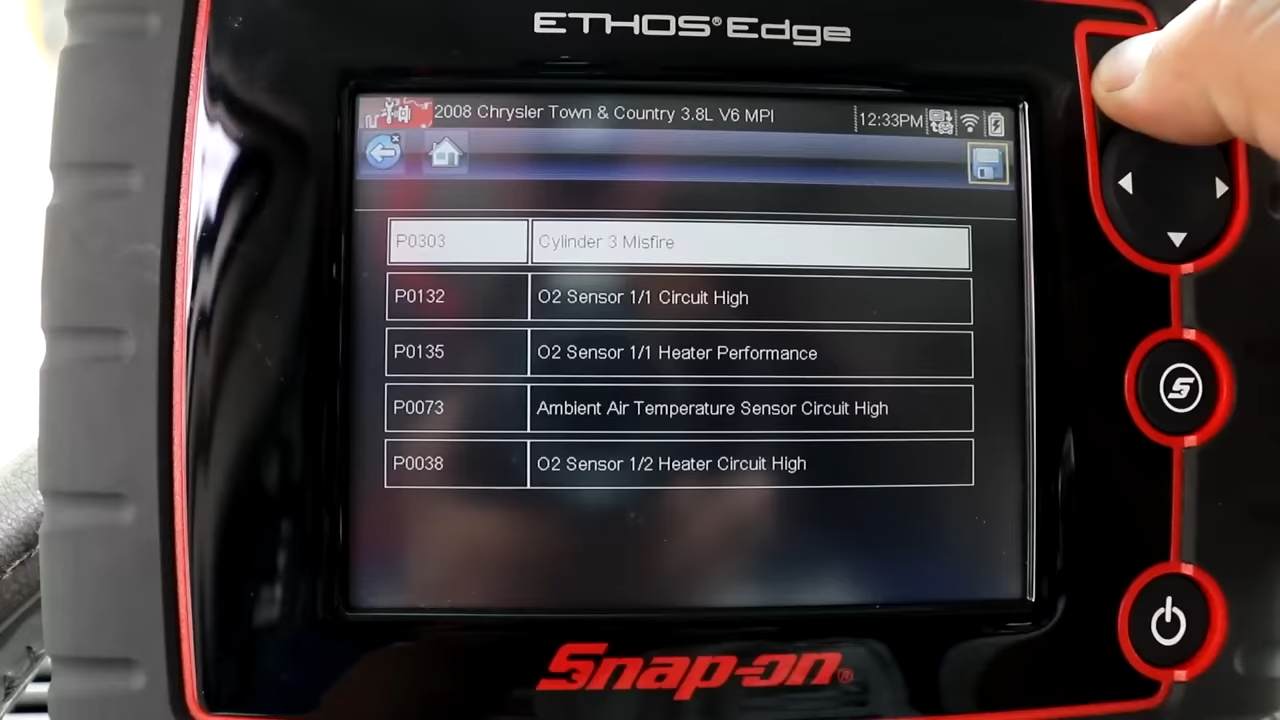 ETHOS® Edge
2008 Chrysler Town & Country 3.8L V6 MPI 12:33PM
P0303 Cylinder 3 Misfire
P0132 O2 Sensor 1/1 Circuit High
P0135 O2 Sensor 1/1 Heater Performance
P0073 Ambient Air Temperature Sensor Circuit High
P0038 O2 Sensor 1/2 Heater Circuit High
S
Snap-on®